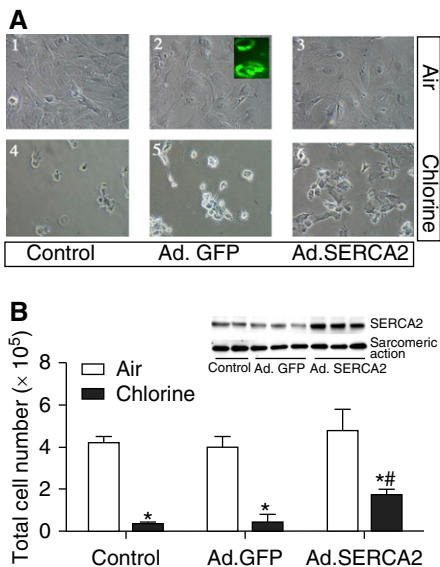 A
1 2 3
Air
4 5 6
Chlorine
Control Ad. GFP Ad.SERCA2
B
SERCA2
Sarcomeric
action
Control Ad. GFP Ad. SERCA2
Total cell number (× 10⁵)
8
6
4
2
0
Air
Chlorine
* * *#
Control Ad.GFP Ad.SERCA2